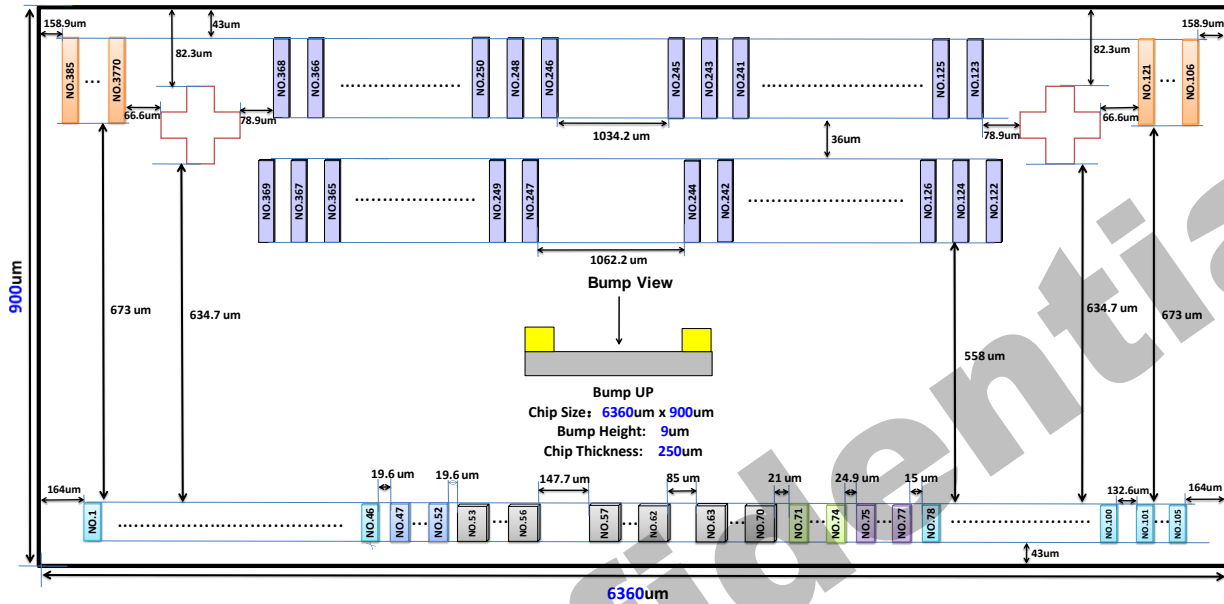 158.9um
43um
82.3um
82.3um
158.9um
NO.385
...
NO.3770
NO.368
NO.366
NO.250
NO.248
NO.246
NO.245
NO.243
NO.241
NO.125
NO.123
NO.121
...
NO.106
66.6um
78.9um
1034.2 um
36um
78.9um
66.6um
NO.369
NO.367
NO.365
NO.249
NO.247
NO.244
NO.242
NO.126
NO.124
NO.122
1062.2 um
Bump View
900um
673 um
634.7 um
558 um
634.7 um
673 um
Bump UP
Chip Size: 6360um x 900um
Bump Height: 9um
Chip Thickness: 250um
164um
19.6 um
19.6 um
147.7um
85 um
21 um
24.9 um
15 um
132.6um
164um
NO.1
NO.46
NO.47
...
NO.52
NO.53
...
NO.56
NO.57
...
NO.62
NO.63
...
NO.70
NO.71
...
NO.74
NO.75
...
NO.77
NO.78
NO.100
NO.101
...
NO.105
43um
6360um
fidentia